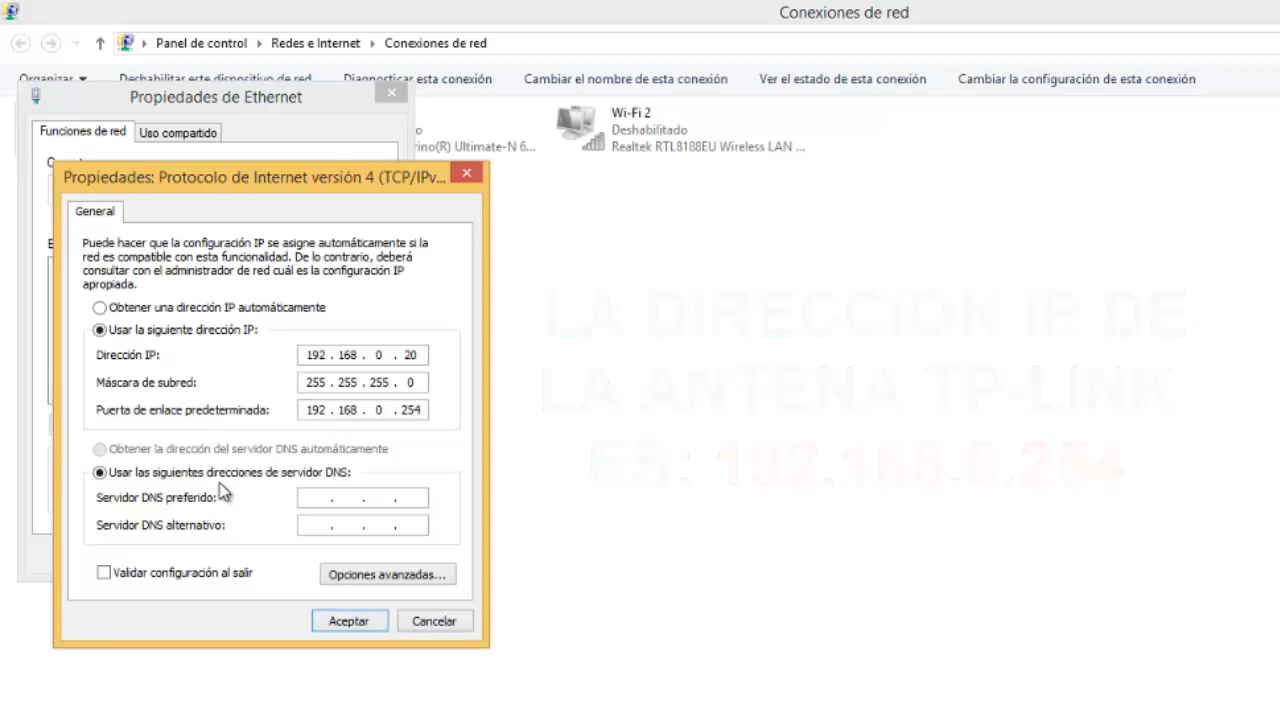 Conexiones de red
Panel de control
Redes e Internet
Conexiones de red
Organizar
Deshabilitar este dispositivo de red
Diagnosticar esta conexión
Cambiar el nombre de esta conexión
Ver el estado de esta conexión
Cambiar la configuración de esta conexión
Propiedades de Ethernet
Funciones de red
Uso compartido
Wi-Fi 2
Deshabilitado
Realtek RTL8188EU Wireless LAN ...
Ultimate-N 6...
Propiedades: Protocolo de Internet versión 4 (TCP/IPv...
General
Puede hacer que la configuración IP se asigne automáticamente si la
red es compatible con esta funcionalidad. De lo contrario, deberá
consultar con el administrador de red cuál es la configuración IP
apropiada.
Obtener una dirección IP automáticamente
Usar la siguiente dirección IP:
Dirección IP: 192 . 168 . 0 . 20
Máscara de subred: 255 . 255 . 255 . 0
Puerta de enlace predeterminada: 192 . 168 . 0 . 254
Obtener la dirección del servidor DNS automáticamente
Usar las siguientes direcciones de servidor DNS:
Servidor DNS preferido:
Servidor DNS alternativo:
Validar configuración al salir
Opciones avanzadas...
Aceptar
Cancelar
LA DIRECCION IP DE
LA ANTENA TP-LINK
ES: 192.168.0.254